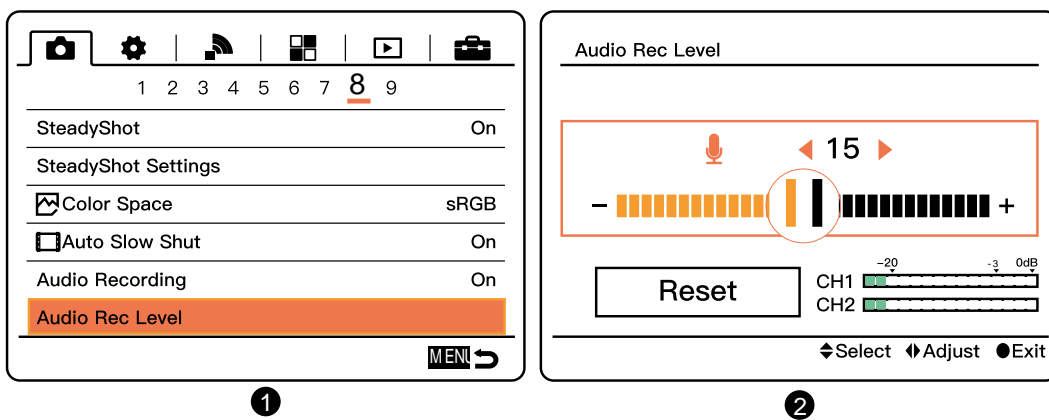 1 2 3 4 5 6 7 8 9
SteadyShot On
SteadyShot Settings
Color Space sRGB
Auto Slow Shut On
Audio Recording On
Audio Rec Level
MENU
1
Audio Rec Level
15
- +
Reset
-20 -3 0dB
CH1
CH2
Select Adjust Exit
2